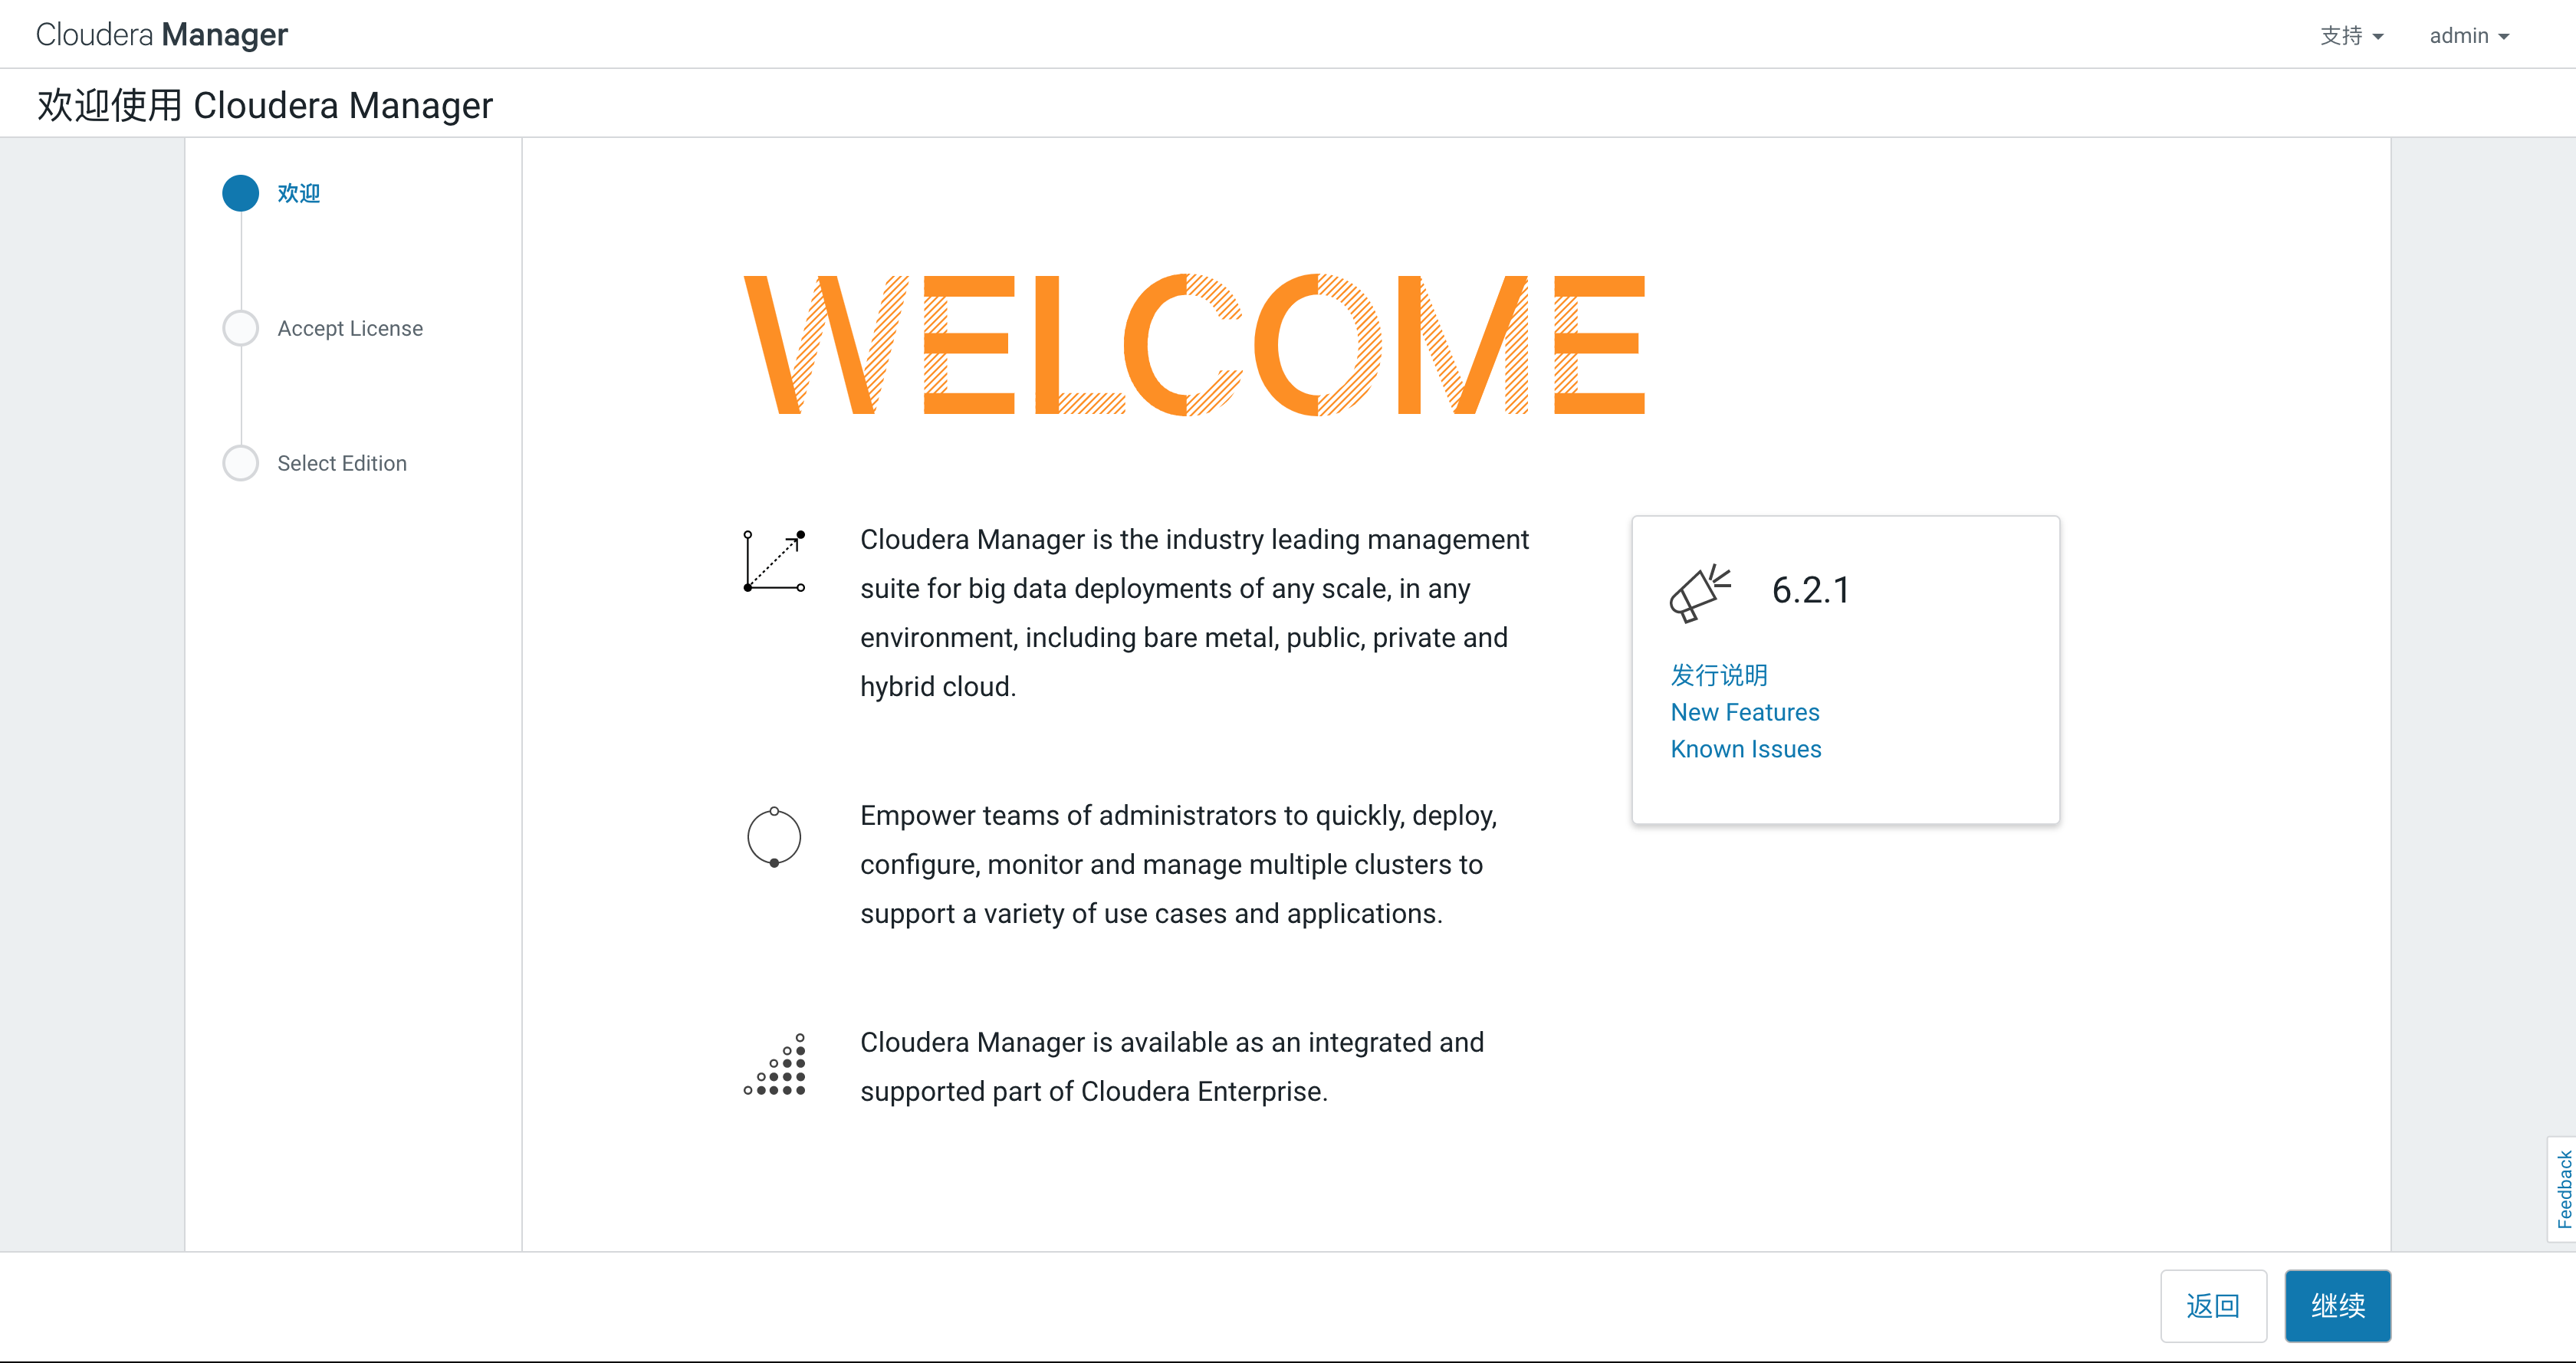 Cloudera Manager
支持
admin
欢迎使用 Cloudera Manager
欢迎
Accept License
Select Edition
WELCOME
Cloudera Manager is the industry leading management
suite for big data deployments of any scale, in any
environment, including bare metal, public, private and
hybrid cloud.
Empower teams of administrators to quickly, deploy,
configure, monitor and manage multiple clusters to
support a variety of use cases and applications.
Cloudera Manager is available as an integrated and
supported part of Cloudera Enterprise.
6.2.1
发行说明
New Features
Known Issues
Feedback
返回
继续